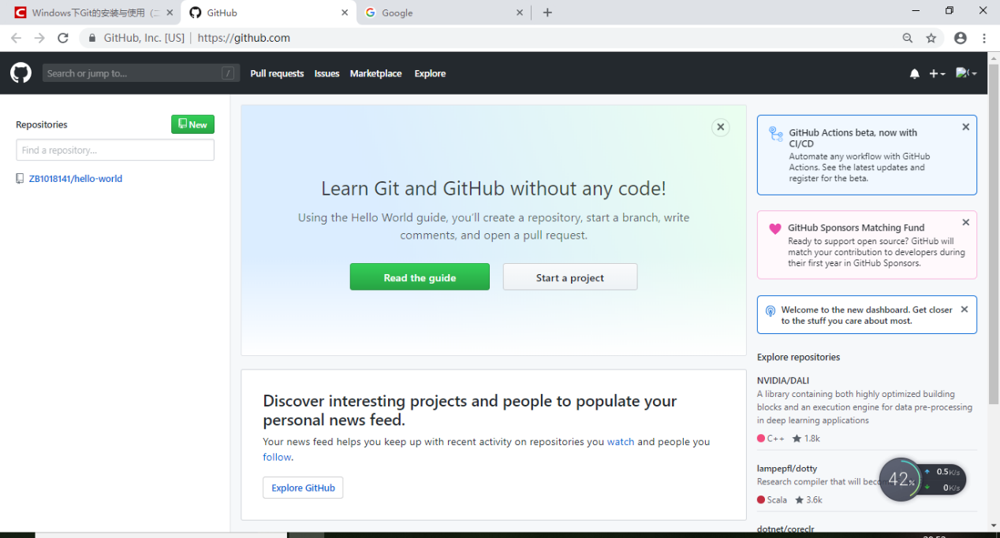 Windows下Git的安装与使用（二
GitHub
Google
GitHub, Inc. [US]
https://github.com
Search or jump to...
/
Pull requests
Issues
Marketplace
Explore
Repositories
New
Find a repository...
ZB1018141/hello-world
Learn Git and GitHub without any code!
Using the Hello World guide, you’ll create a repository, start a branch, write
comments, and open a pull request.
Read the guide
Start a project
Discover interesting projects and people to populate your
personal news feed.
Your news feed helps you keep up with recent activity on repositories you watch and people you
follow.
Explore GitHub
GitHub Actions beta, now with
CI/CD
Automate any workflow with GitHub
Actions. See the latest updates and
register for the beta.
GitHub Sponsors Matching Fund
Ready to support open source? GitHub will
match your contribution to developers during
their first year in GitHub Sponsors.
Welcome to the new dashboard. Get closer
to the stuff you care about most.
Explore repositories
NVIDIA/DALI
A library containing both highly optimized building
blocks and an execution engine for data pre-processing
in deep learning applications
C++ 1.8k
lampepfl/dotty
Research compiler that will
Scala 3.6k
42%
0.5K/s
0K/s
dotnet/coreclr